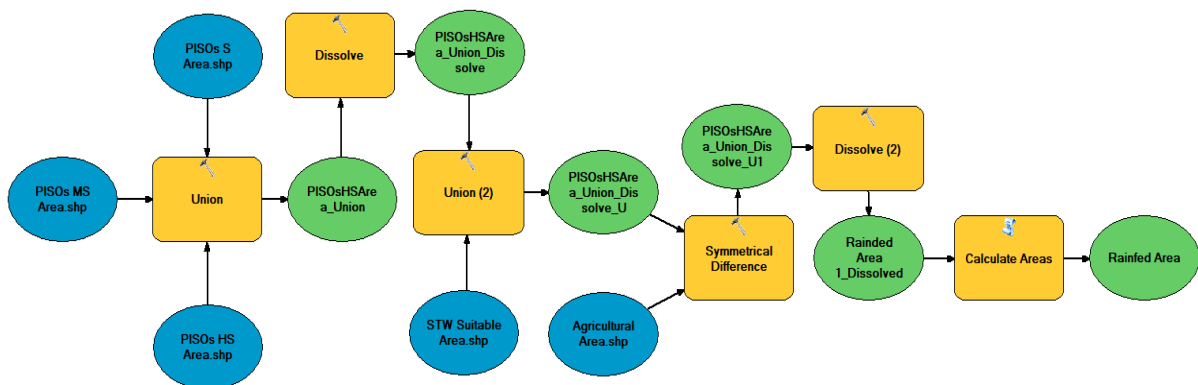 PISOs S
Area.shp
Dissolve
PISOsHSAre
a_Union_Dis
solve
PISOs MS
Area.shp
Union
PISOsHSAre
a_Union
Union (2)
PISOsHSAre
a_Union_Dis
solve_U
PISOsHSAre
a_Union_Dis
solve_U1
Dissolve (2)
Symmetrical
Difference
Rainded
Area
1_Dissolved
Calculate Areas
Rainfed Area
PISOs HS
Area.shp
STW Suitable
Area.shp
Agricultural
Area.shp